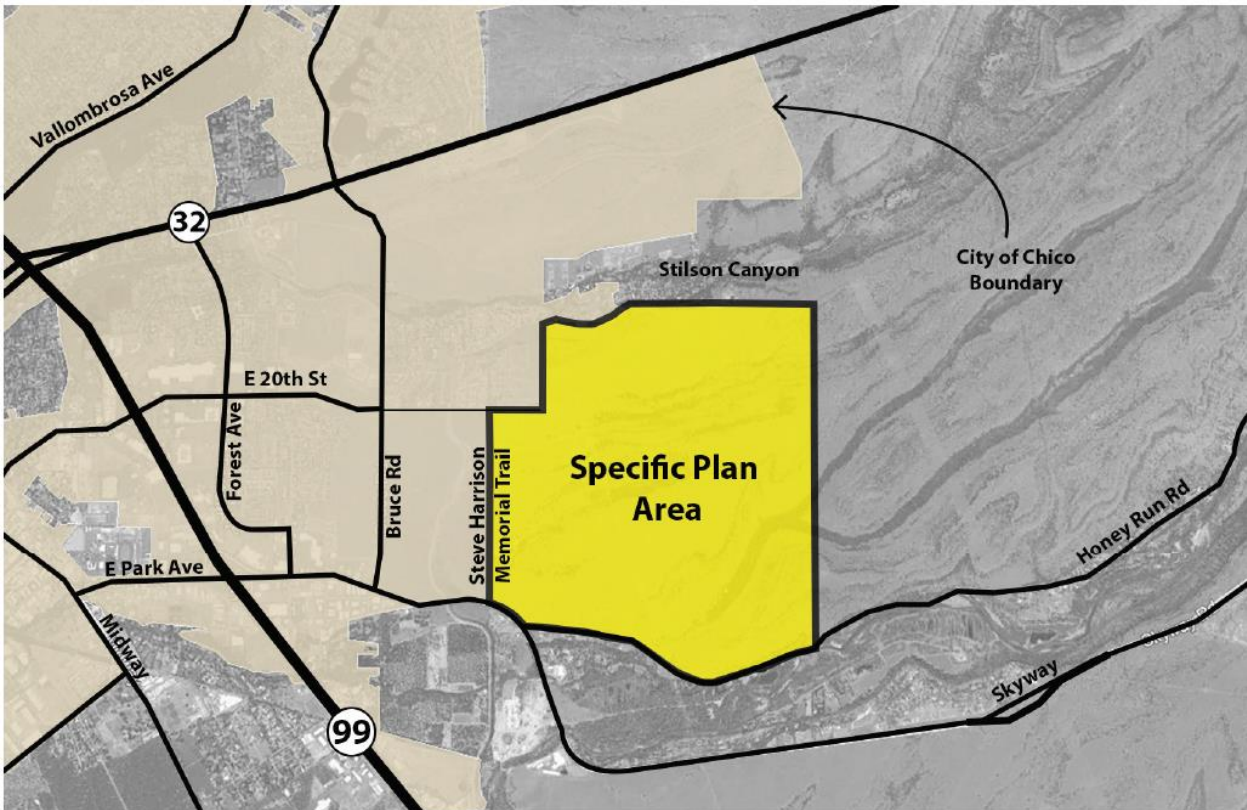 Vallombrosa Ave
32
Stilson Canyon
City of Chico
Boundary
E 20th St
Forest Ave
Bruce Rd
Steve Harrison
Memorial Trail
Specific Plan
Area
Honey Run Rd
E Park Ave
Midway
Skyway
99